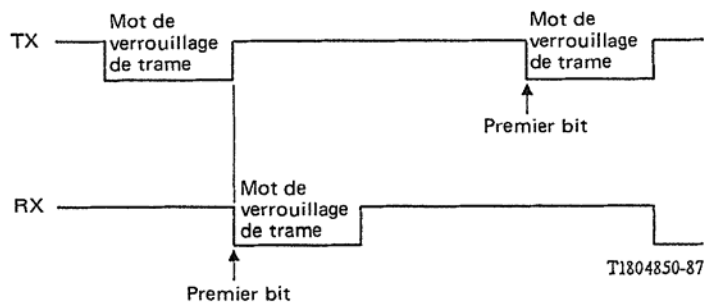 Mot de
verrouillage
de trame
Mot de
verrouillage
de trame
TX
Premier bit
Mot de
verrouillage
de trame
RX
T1804850-87
Premier bit